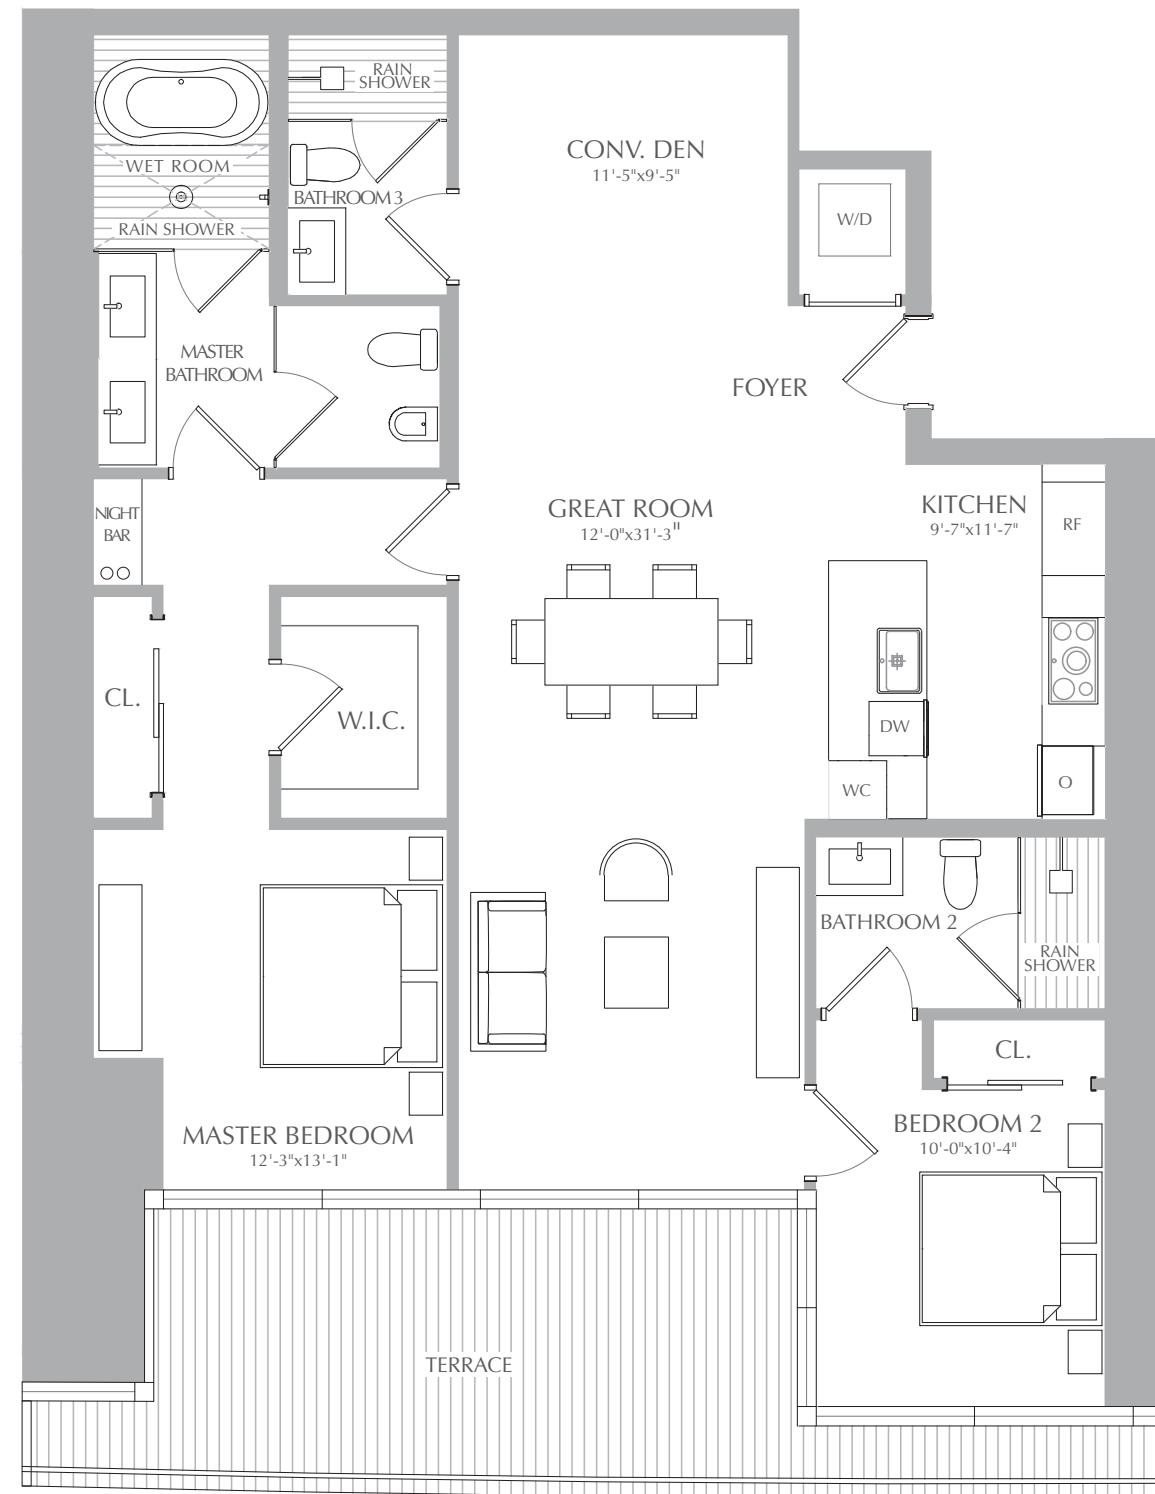 RAIN
SHOWER
WET ROOM
RAIN SHOWER
BATHROOM 3
CONV. DEN
11'-5"x9'-5"
W/D
MASTER
BATHROOM
FOYER
NIGHT
BAR
GREAT ROOM
12'-0"x31'-3"
KITCHEN
9'-7"x11'-7"
RF
CL.
W.I.C.
DW
WC
O
BATHROOM 2
RAIN
SHOWER
CL.
MASTER BEDROOM
12'-3"x13'-1"
BEDROOM 2
10'-0"x10'-4"
TERRACE